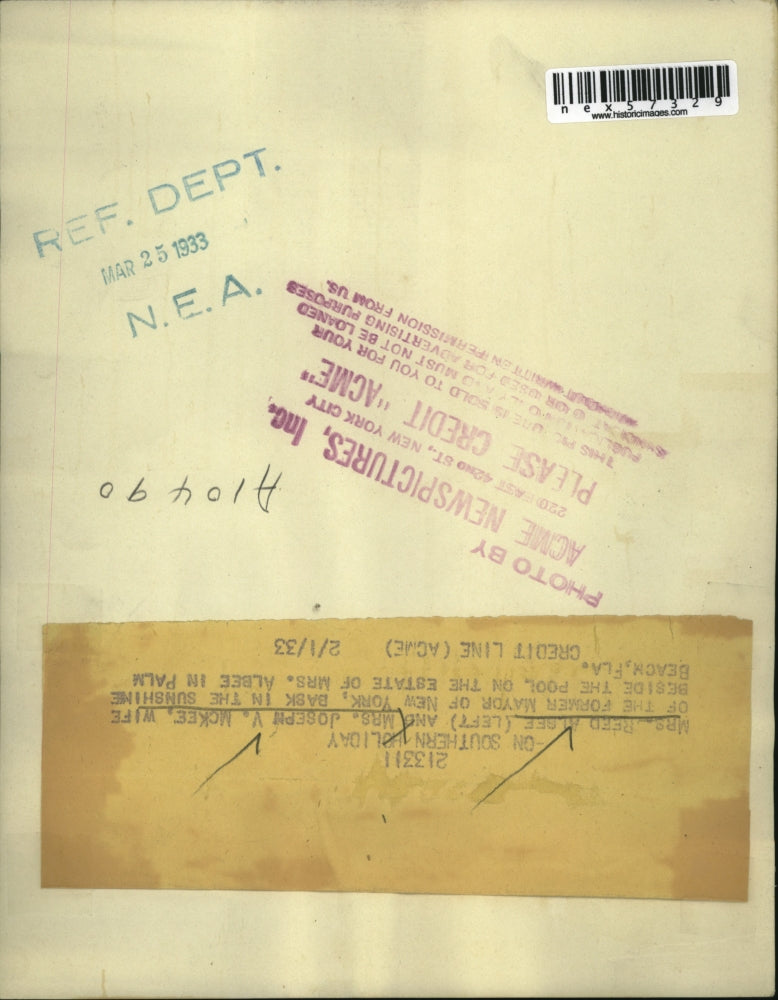 nex57329
www.historicimages.com
REF. DEPT.
MAR 25 1933
N.E.A.
PHOTO BY
ACME NEWSPICTURES, Inc.
220 EAST 42ND ST., NEW YORK CITY
PLEASE CREDIT "ACME"
THIS PICTURE IS SOLD TO YOU FOR YOUR
PUBLICATION ONLY AND MUST NOT BE LOANED
OR USED FOR ADVERTISING PURPOSES
WITHOUT WRITTEN PERMISSION FROM US.
A10490
213311
-ON SOUTHERN HOLIDAY
MRS. REED ALBEE (LEFT) AND MRS. JOSEPH V. MCKEE, WIFE
OF THE FORMER MAYOR OF NEW YORK, BASK IN THE SUNSHINE
BESIDE THE POOL ON THE ESTATE OF MRS. ALBEE IN PALM
BEACH, FLA.
CREDIT LINE (ACME) 2/1/33